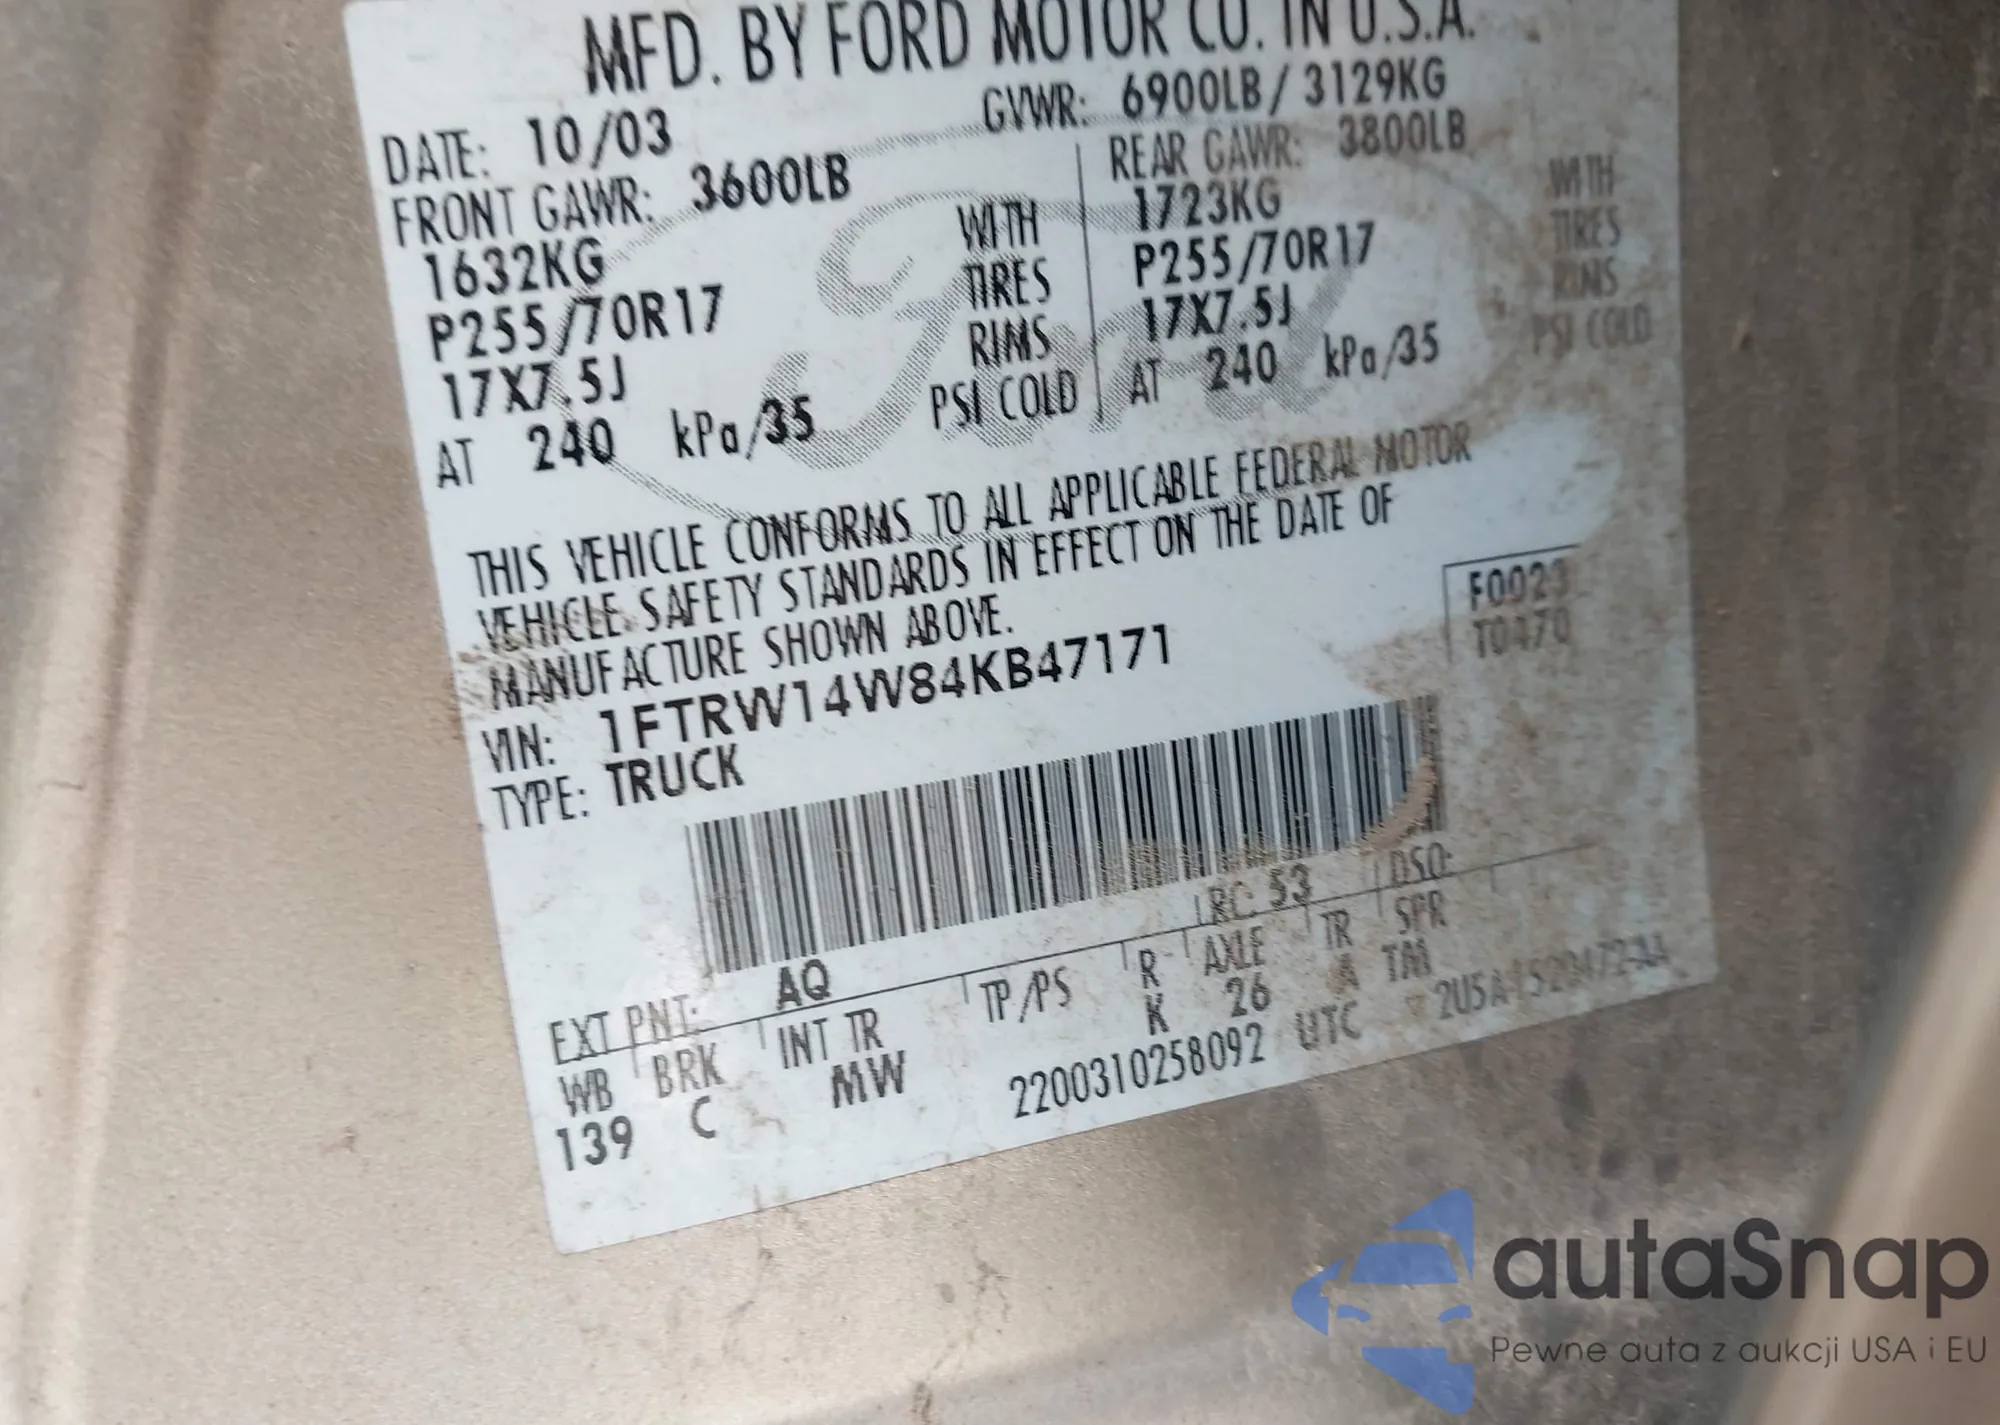 MFD. BY FORD MOTOR CO. IN U.S.A.
DATE: 10/03 GVWR: 6900LB / 3129KG
FRONT GAWR: 3600LB REAR GAWR: 3800LB
1632KG WITH 1723KG WITH
P255/70R17 TIRES P255/70R17 TIRES
17X7.5J RIMS 17X7.5J RIMS
AT 240 kPa/35 PSI COLD AT 240 kPa/35 PSI COLD
THIS VEHICLE CONFORMS TO ALL APPLICABLE FEDERAL MOTOR
VEHICLE SAFETY STANDARDS IN EFFECT ON THE DATE OF
MANUFACTURE SHOWN ABOVE.
F0023
T0470
VIN: 1FTRW14W84KB47171
TYPE: TRUCK
EXT PNT: AQ RC: 53 DSO:
WB BRK INT TR TP/PS R AXLE TR SPR
139 C MW K 26 A TM
2200310258092 UTC
Ford
autaSnap
Pewne auta z aukcji USA i EU